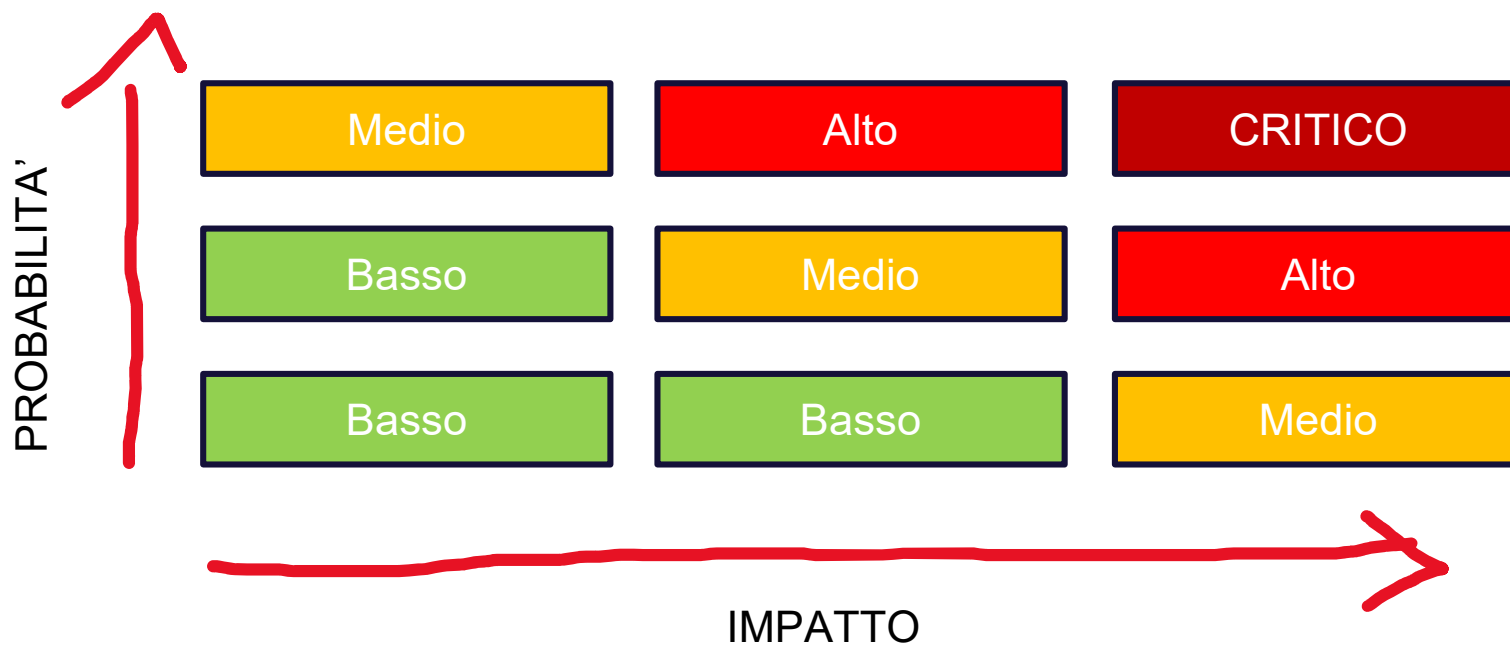 PROBABILITA’
Medio
Alto
CRITICO
Basso
Medio
Alto
Basso
Basso
Medio
IMPATTO